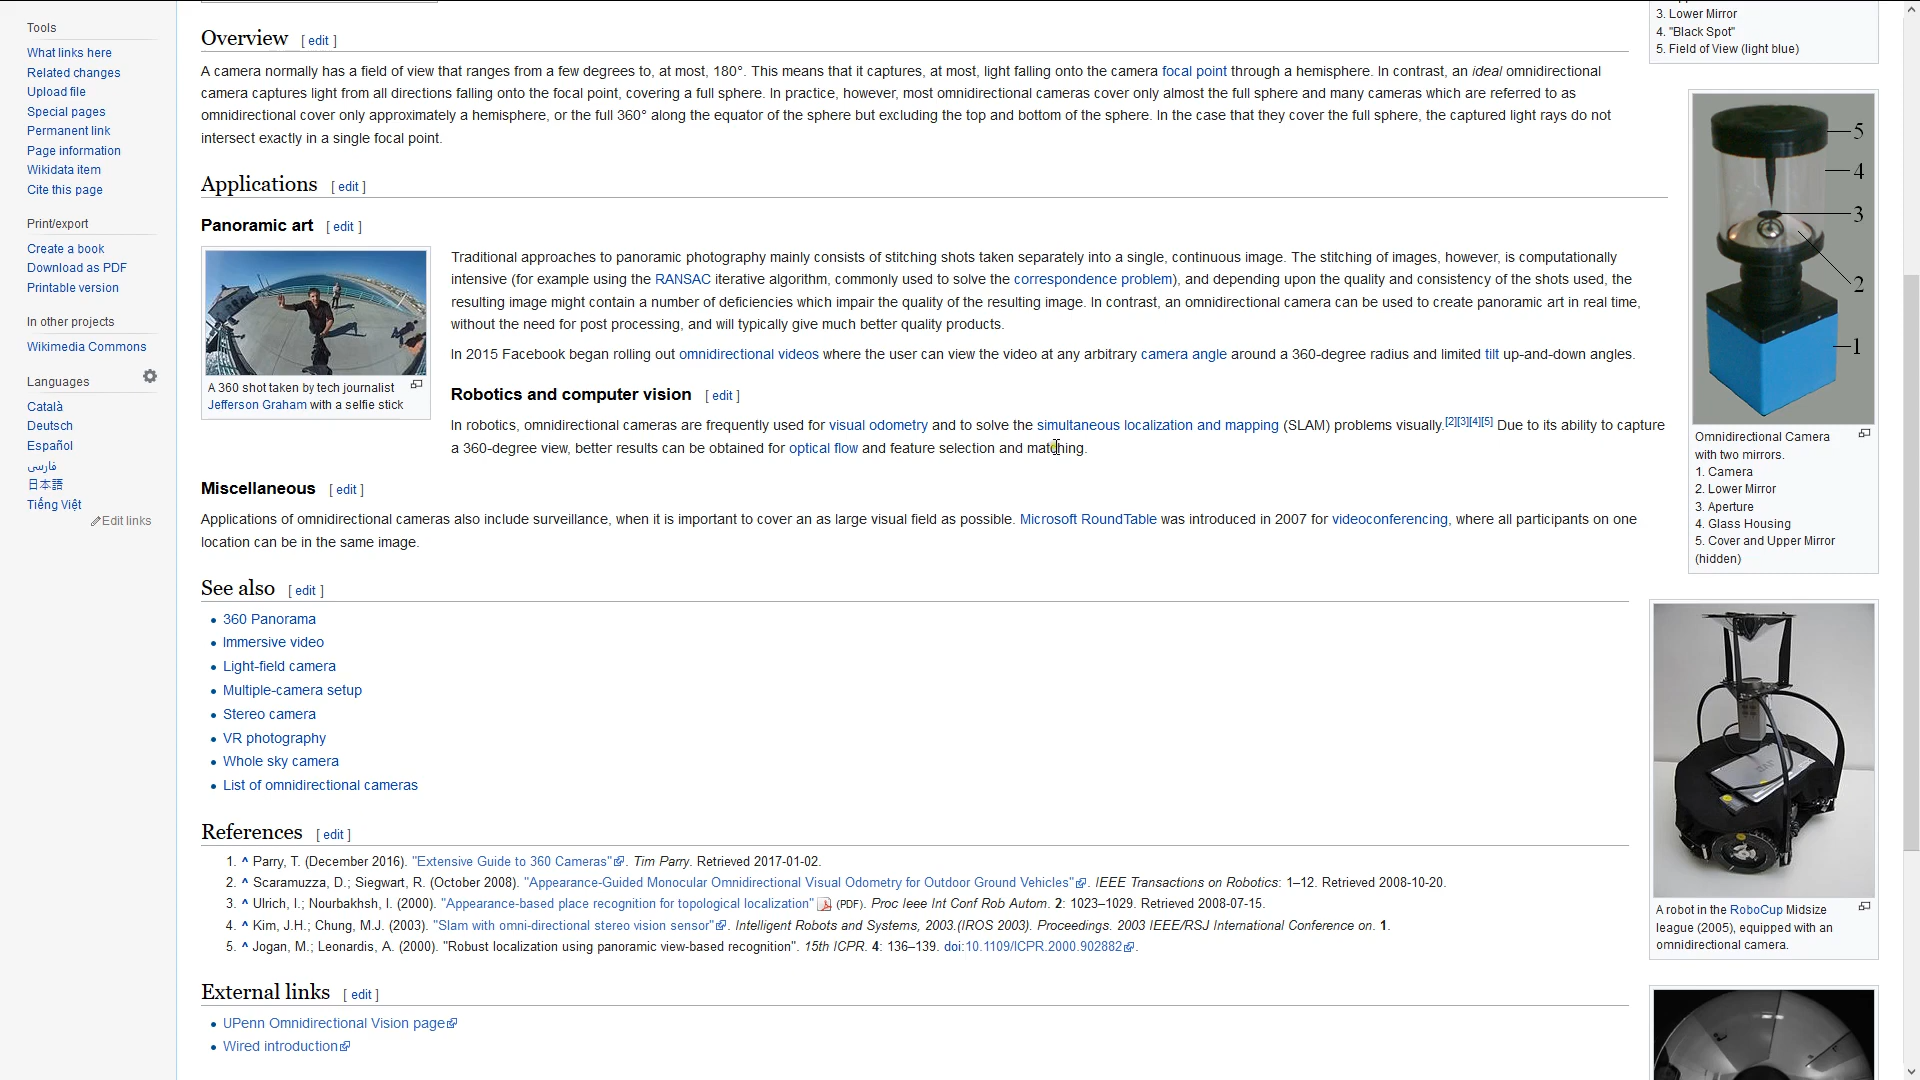 Tools
What links here
Related changes
Upload file
Special pages
Permanent link
Page information
Wikidata item
Cite this page
Print/export
Create a book
Download as PDF
Printable version
In other projects
Wikimedia Commons
Languages
Català
Deutsch
Español
فارسی
日本語
Tiếng Việt
Edit links
Overview [ edit ]
A camera normally has a field of view that ranges from a few degrees to, at most, 180°. This means that it captures, at most, light falling onto the camera focal point through a hemisphere. In contrast, an ideal omnidirectional
camera captures light from all directions falling onto the focal point, covering a full sphere. In practice, however, most omnidirectional cameras cover only almost the full sphere and many cameras which are referred to as
omnidirectional cover only approximately a hemisphere, or the full 360° along the equator of the sphere but excluding the top and bottom of the sphere. In the case that they cover the full sphere, the captured light rays do not
intersect exactly in a single focal point.
Applications [ edit ]
Panoramic art [ edit ]
A 360 shot taken by tech journalist
Jefferson Graham with a selfie stick
Traditional approaches to panoramic photography mainly consists of stitching shots taken separately into a single, continuous image. The stitching of images, however, is computationally
intensive (for example using the RANSAC iterative algorithm, commonly used to solve the correspondence problem), and depending upon the quality and consistency of the shots used, the
resulting image might contain a number of deficiencies which impair the quality of the resulting image. In contrast, an omnidirectional camera can be used to create panoramic art in real time,
without the need for post processing, and will typically give much better quality products.
In 2015 Facebook began rolling out omnidirectional videos where the user can view the video at any arbitrary camera angle around a 360-degree radius and limited tilt up-and-down angles.
Robotics and computer vision [ edit ]
In robotics, omnidirectional cameras are frequently used for visual odometry and to solve the simultaneous localization and mapping (SLAM) problems visually.[2][3][4][5] Due to its ability to capture
a 360-degree view, better results can be obtained for optical flow and feature selection and matching.
Miscellaneous [ edit ]
Applications of omnidirectional cameras also include surveillance, when it is important to cover an as large visual field as possible. Microsoft RoundTable was introduced in 2007 for videoconferencing, where all participants on one
location can be in the same image.
See also [ edit ]
• 360 Panorama
• Immersive video
• Light-field camera
• Multiple-camera setup
• Stereo camera
• VR photography
• Whole sky camera
• List of omnidirectional cameras
References [ edit ]
1. ^ Parry, T. (December 2016). "Extensive Guide to 360 Cameras". Tim Parry. Retrieved 2017-01-02.
2. ^ Scaramuzza, D.; Siegwart, R. (October 2008). "Appearance-Guided Monocular Omnidirectional Visual Odometry for Outdoor Ground Vehicles". IEEE Transactions on Robotics: 1–12. Retrieved 2008-10-20.
3. ^ Ulrich, I.; Nourbakhsh, I. (2000). "Appearance-based place recognition for topological localization" (PDF). Proc Ieee Int Conf Rob Autom. 2: 1023–1029. Retrieved 2008-07-15.
4. ^ Kim, J.H.; Chung, M.J. (2003). "Slam with omni-directional stereo vision sensor". Intelligent Robots and Systems, 2003.(IROS 2003). Proceedings. 2003 IEEE/RSJ International Conference on. 1.
5. ^ Jogan, M.; Leonardis, A. (2000). "Robust localization using panoramic view-based recognition". 15th ICPR. 4: 136–139. doi:10.1109/ICPR.2000.902882.
External links [ edit ]
• UPenn Omnidirectional Vision page
• Wired introduction
3. Lower Mirror
4. "Black Spot"
5. Field of View (light blue)
5
4
3
2
1
Omnidirectional Camera
with two mirrors.
1. Camera
2. Lower Mirror
3. Aperture
4. Glass Housing
5. Cover and Upper Mirror
(hidden)
A robot in the RoboCup Midsize
league (2005), equipped with an
omnidirectional camera.